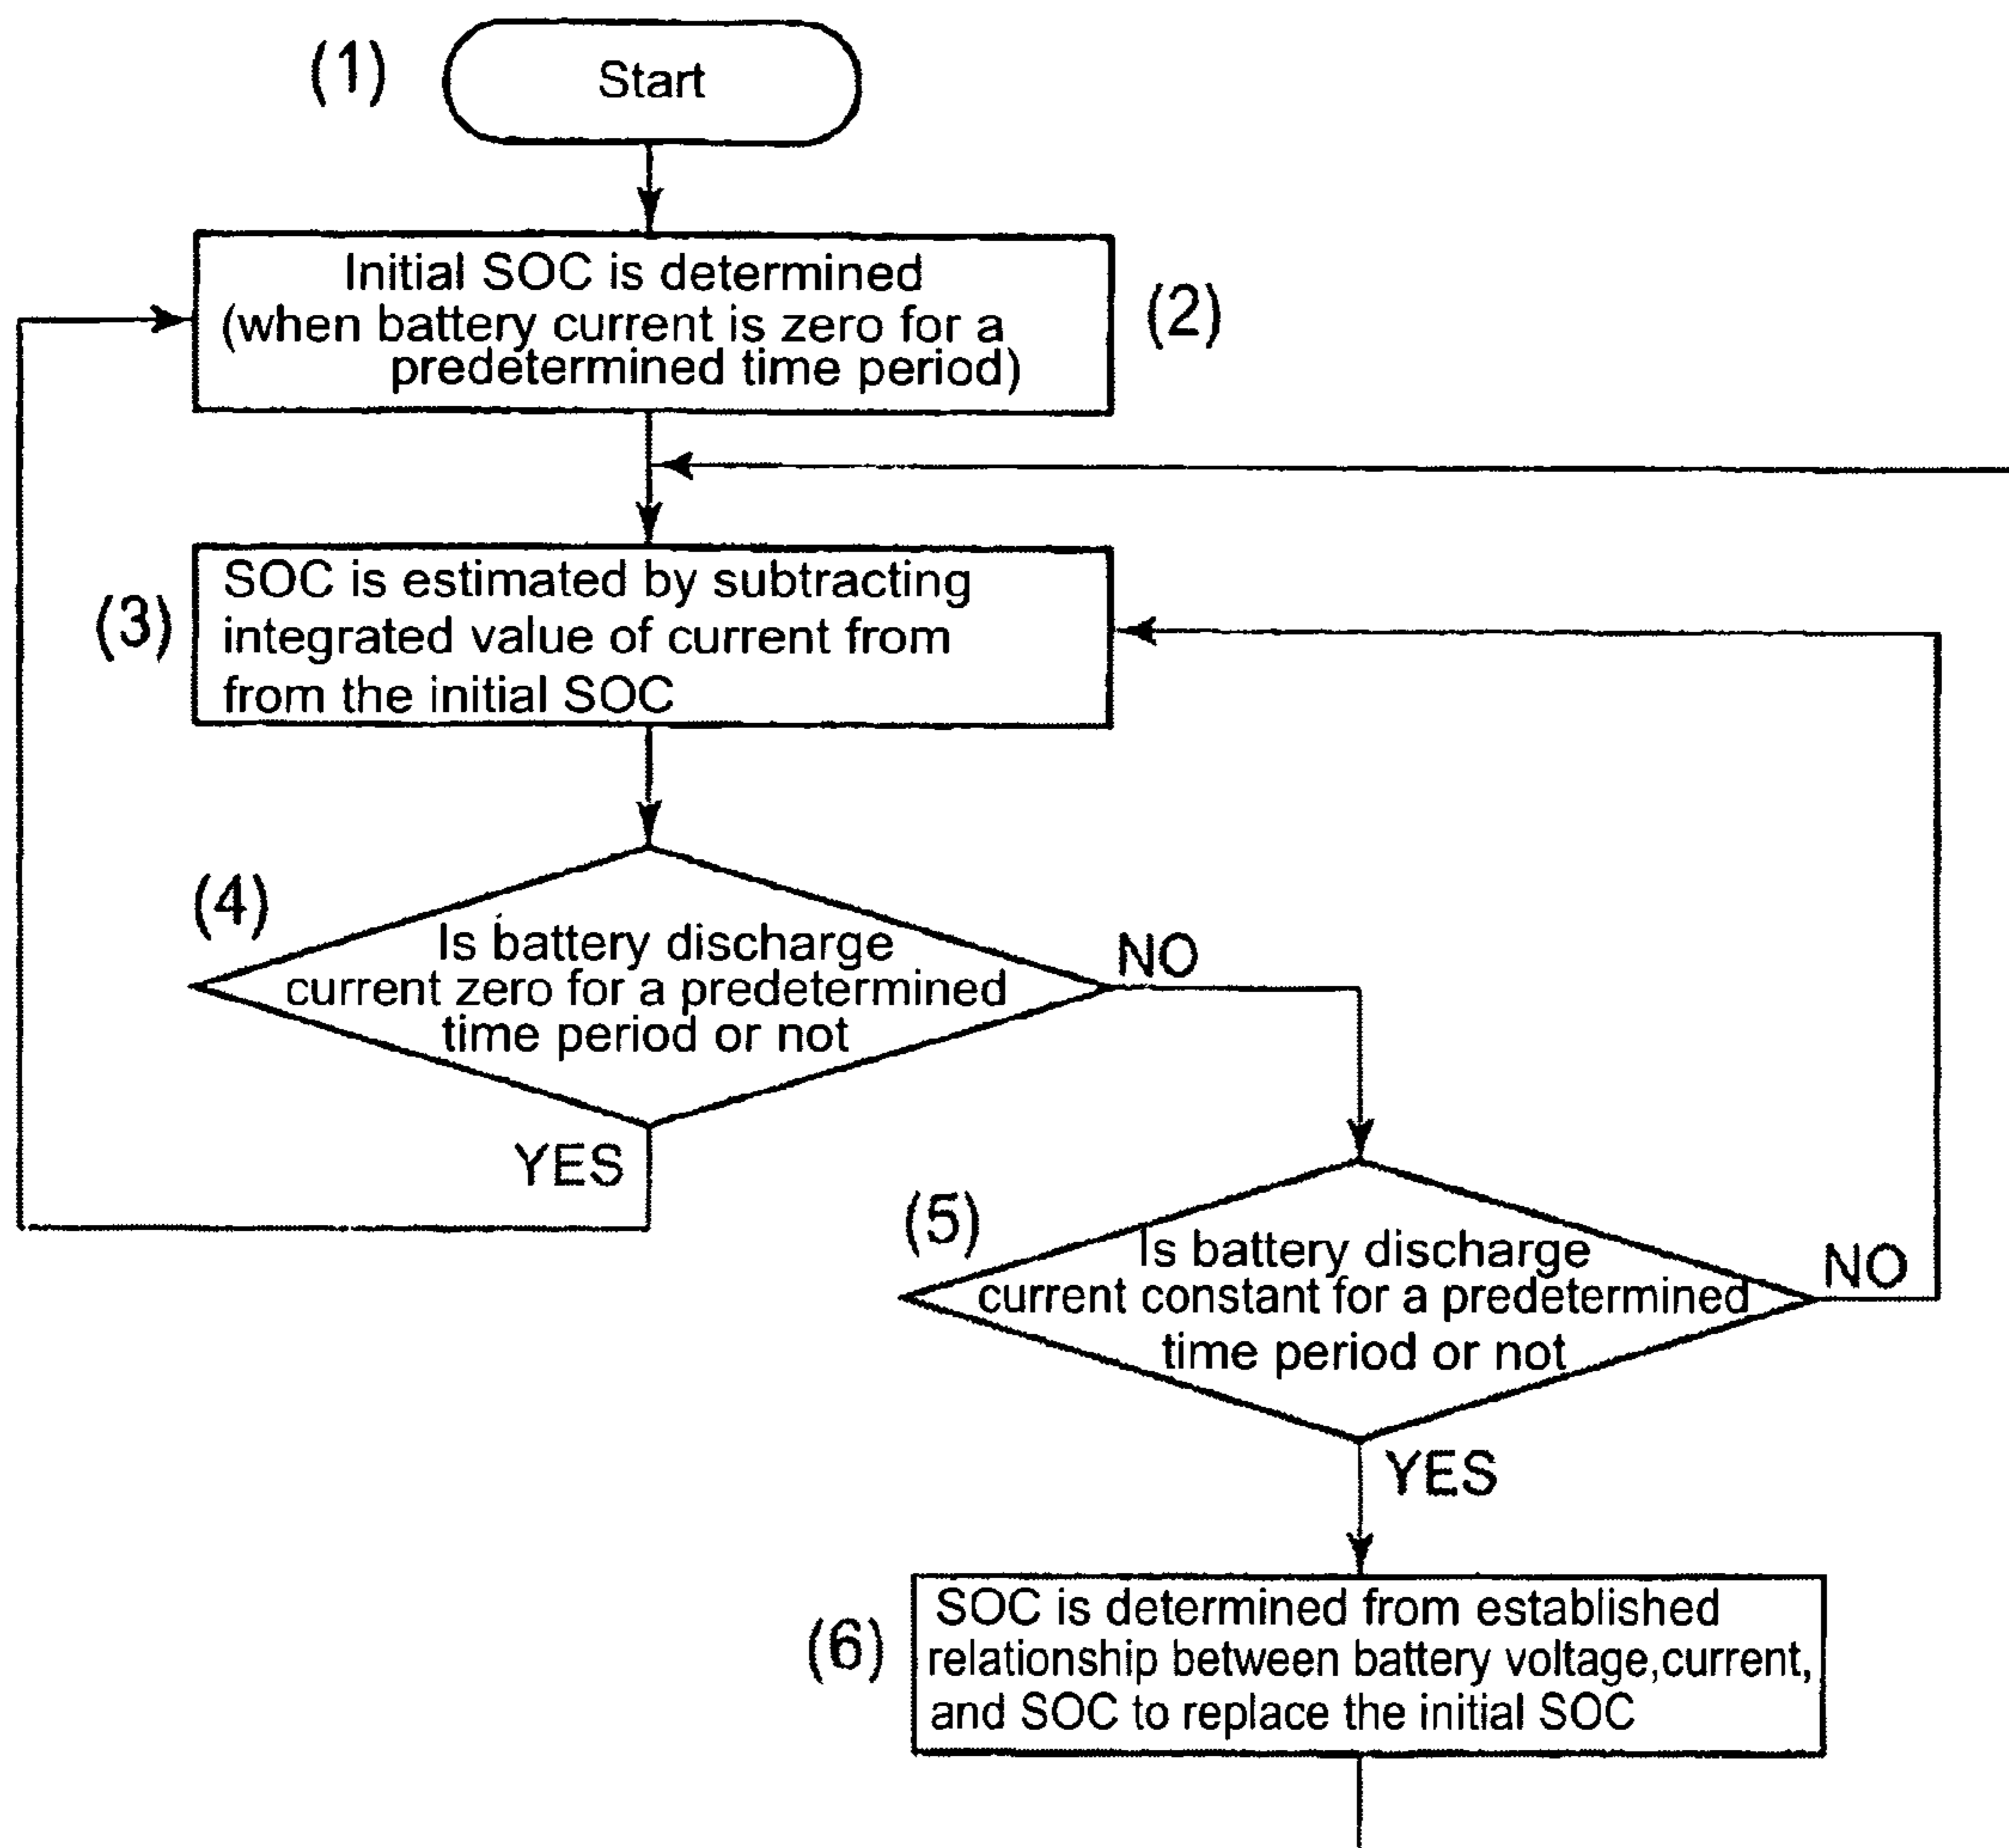 (1)
Start
Initial SOC is determined
(when battery current is zero for a
predetermined time period)
(2)
(3)
SOC is estimated by subtracting
integrated value of current from
from the initial SOC
(4)
Is battery discharge
current zero for a predetermined
time period or not
NO
YES
(5)
Is battery discharge
current constant for a predetermined
time period or not
NO
YES
(6)
SOC is determined from established
relationship between battery voltage,current,
and SOC to replace the initial SOC